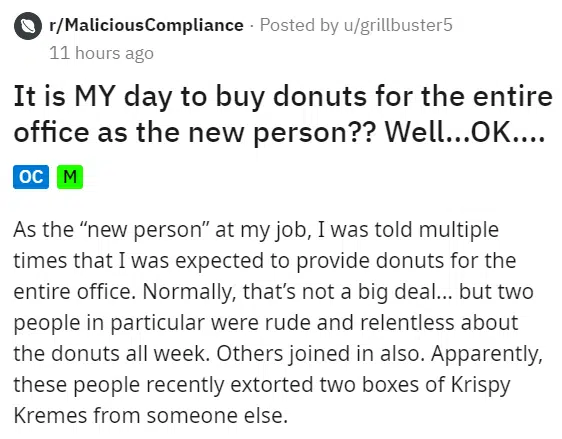 r/MaliciousCompliance · Posted by u/grillbuster5
11 hours ago
It is MY day to buy donuts for the entire
office as the new person?? Well...OK....
OC M
As the “new person” at my job, I was told multiple
times that I was expected to provide donuts for the
entire office. Normally, that’s not a big deal... but two
people in particular were rude and relentless about
the donuts all week. Others joined in also. Apparently,
these people recently extorted two boxes of Krispy
Kremes from someone else.